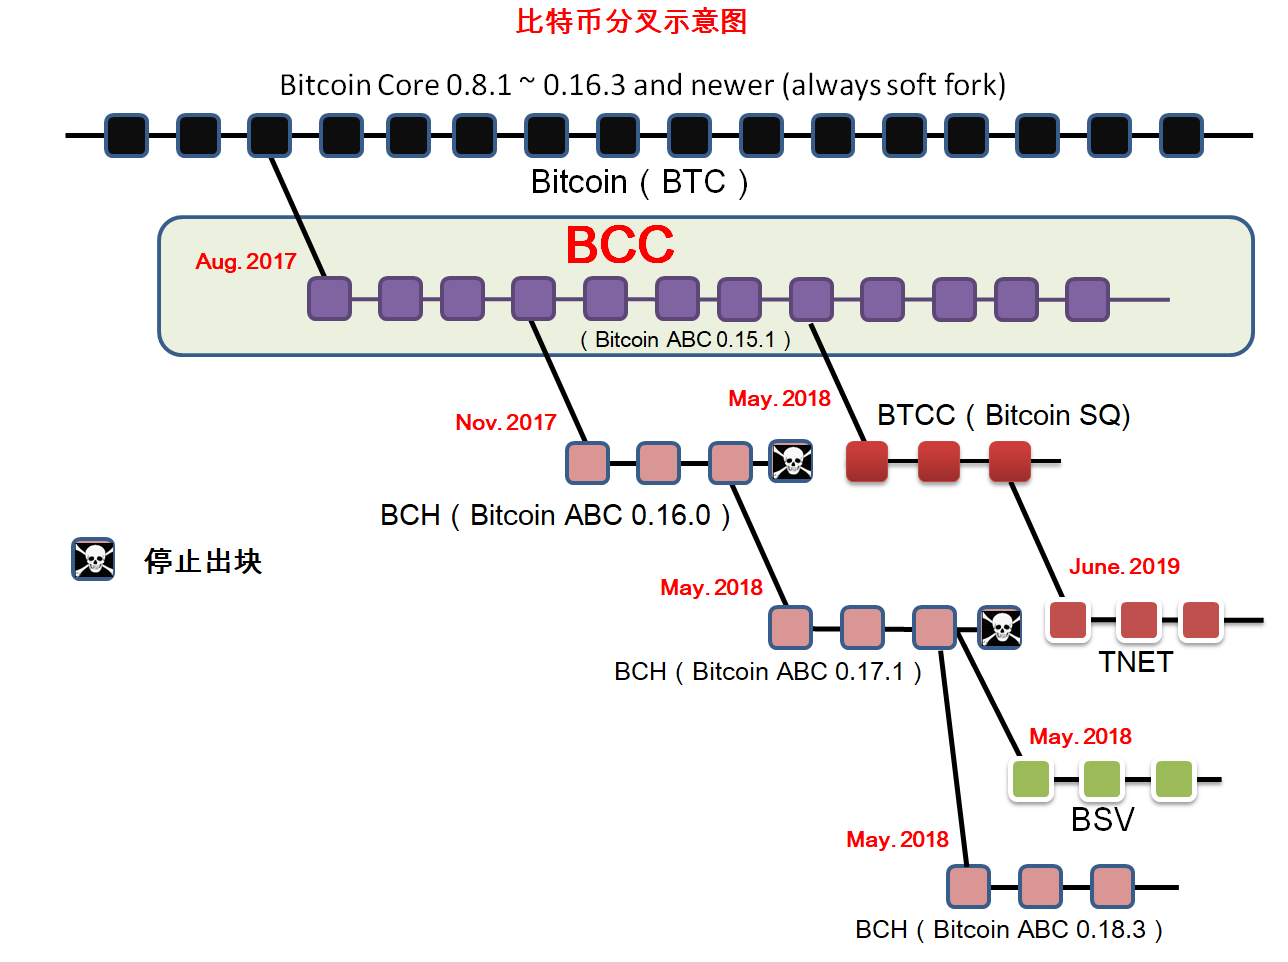 比特币分叉示意图
Bitcoin Core 0.8.1 ~ 0.16.3 and newer (always soft fork)
Bitcoin（BTC）
BCC
Aug. 2017
（Bitcoin ABC 0.15.1）
May. 2018
BTCC（Bitcoin SQ)
Nov. 2017
BCH（Bitcoin ABC 0.16.0）
停止出块
June. 2019
May. 2018
TNET
BCH（Bitcoin ABC 0.17.1）
May. 2018
BSV
May. 2018
BCH（Bitcoin ABC 0.18.3）